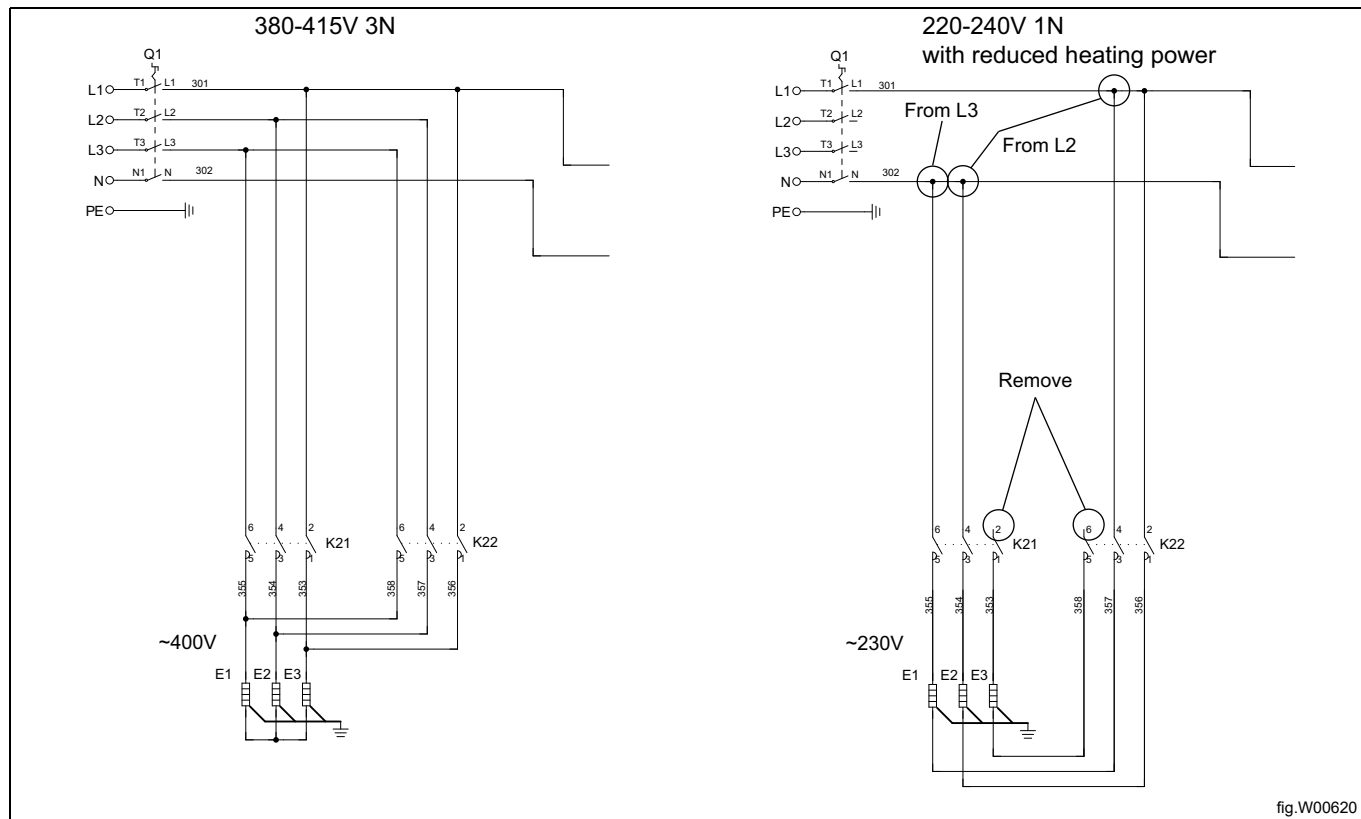 380-415V 3N
Q1
L1 T1 L1 301
L2 T2 L2
L3 T3 L3
N N1 N 302
PE
6 4 2 K21 6 4 2 K22
5 3 1 5 3 1
355 354 353 358 357 356
~400V
E1 E2 E3
220-240V 1N
with reduced heating power
Q1
L1 T1 L1 301
From L3
L2 T2 L2
From L2
L3 T3 L3
N N1 N 302
PE
Remove
6 4 2 K21 6 4 2 K22
5 3 1 5 3 1
355 354 353 358 357 356
~230V
E1 E2 E3
fig.W00620